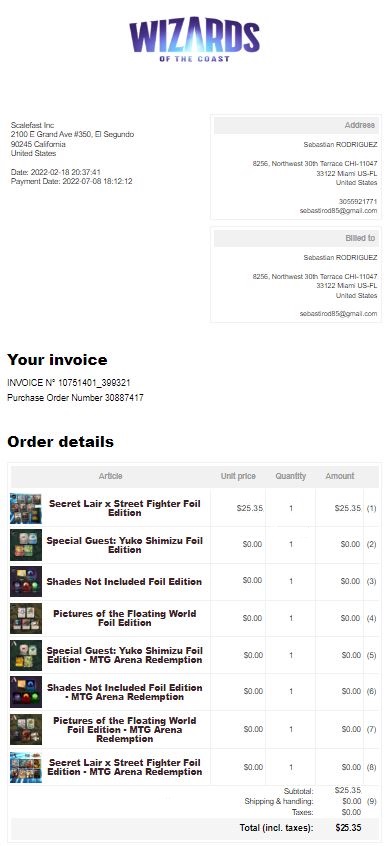 WIZARDS
OF THE COAST
Scalefast Inc
2100 E Grand Ave #350, El Segundo
90245 California
United States
Date: 2022-02-18 20:37:41
Payment Date: 2022-07-08 18:12:12
Address
Sebastian RODRIGUEZ
8256, Northwest 30th Terrace CHI-11047
33122 Miami US-FL
United States
3055921771
sebastirod85@gmail.com
Billed to
Sebastian RODRIGUEZ
8256, Northwest 30th Terrace CHI-11047
33122 Miami US-FL
United States
sebastirod85@gmail.com
Your invoice
INVOICE N° 10751401_399321
Purchase Order Number 30887417
Order details
Article Unit price Quantity Amount
Secret Lair x Street Fighter Foil
Edition $25.35 1 $25.35 (1)
Special Guest: Yuko Shimizu Foil
Edition $0.00 1 $0.00 (2)
Shades Not Included Foil Edition $0.00 1 $0.00 (3)
Pictures of the Floating World
Foil Edition $0.00 1 $0.00 (4)
Special Guest: Yuko Shimizu Foil
Edition - MTG Arena Redemption $0.00 1 $0.00 (5)
Shades Not Included Foil Edition
- MTG Arena Redemption $0.00 1 $0.00 (6)
Pictures of the Floating World
Foil Edition - MTG Arena
Redemption $0.00 1 $0.00 (7)
Secret Lair x Street Fighter Foil
Edition - MTG Arena Redemption $0.00 1 $0.00 (8)
Subtotal: $25.35
Shipping & handling: $0.00 (9)
Taxes: $0.00
Total (incl. taxes): $25.35